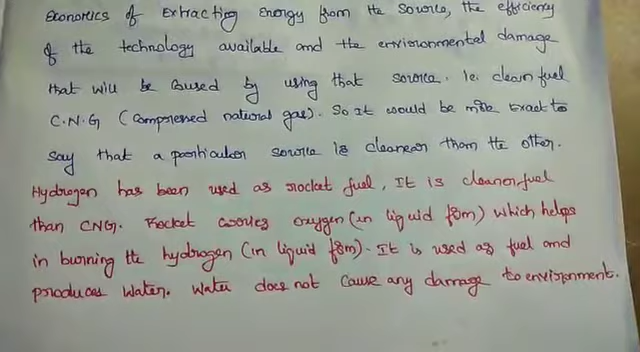 Economics of Extracting Energy from the source, the efficiency
of the technology available and the environmental damage
that will be caused by using that source. i.e. clean fuel
C.N.G (Compressed natural gas). So It would be more Exact to
say that a particular source is cleaner than the other.
Hydrogen has been used as rocket fuel, It is cleaner fuel
than CNG. Rocket carries oxygen (in liquid form) which helps
in burning the hydrogen (in liquid form). It is used as fuel and
produces water. Water does not cause any damage to environment.